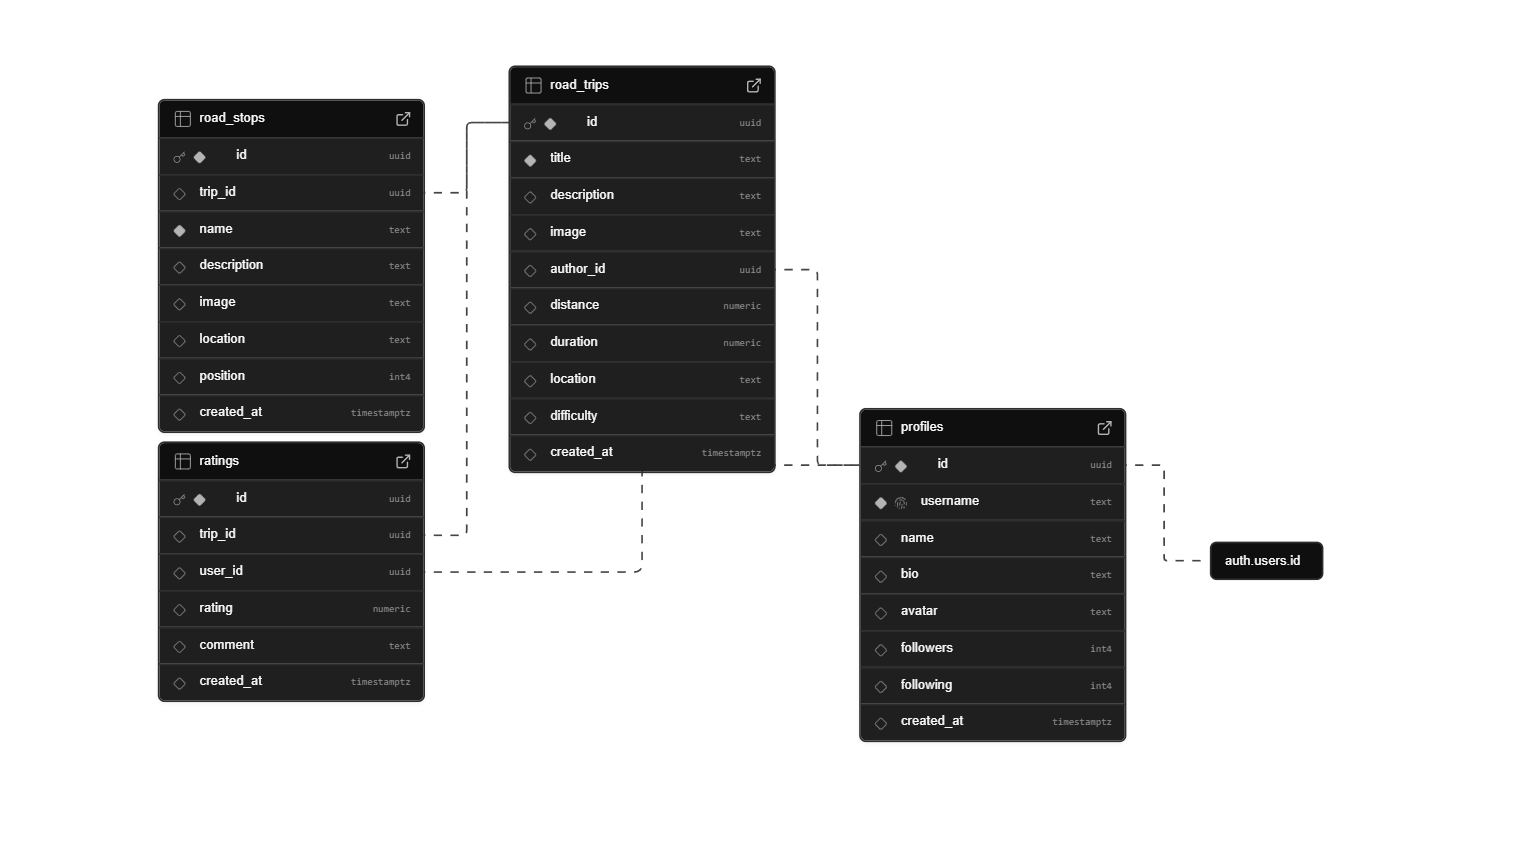 road_stops
id uuid
trip_id uuid
name text
description text
image text
location text
position int4
created_at timestamptz
ratings
id uuid
trip_id uuid
user_id uuid
rating numeric
comment text
created_at timestamptz
road_trips
id uuid
title text
description text
image text
author_id uuid
distance numeric
duration numeric
location text
difficulty text
created_at timestamptz
profiles
id uuid
username text
name text
bio text
avatar text
followers int4
following int4
created_at timestamptz
auth.users.id